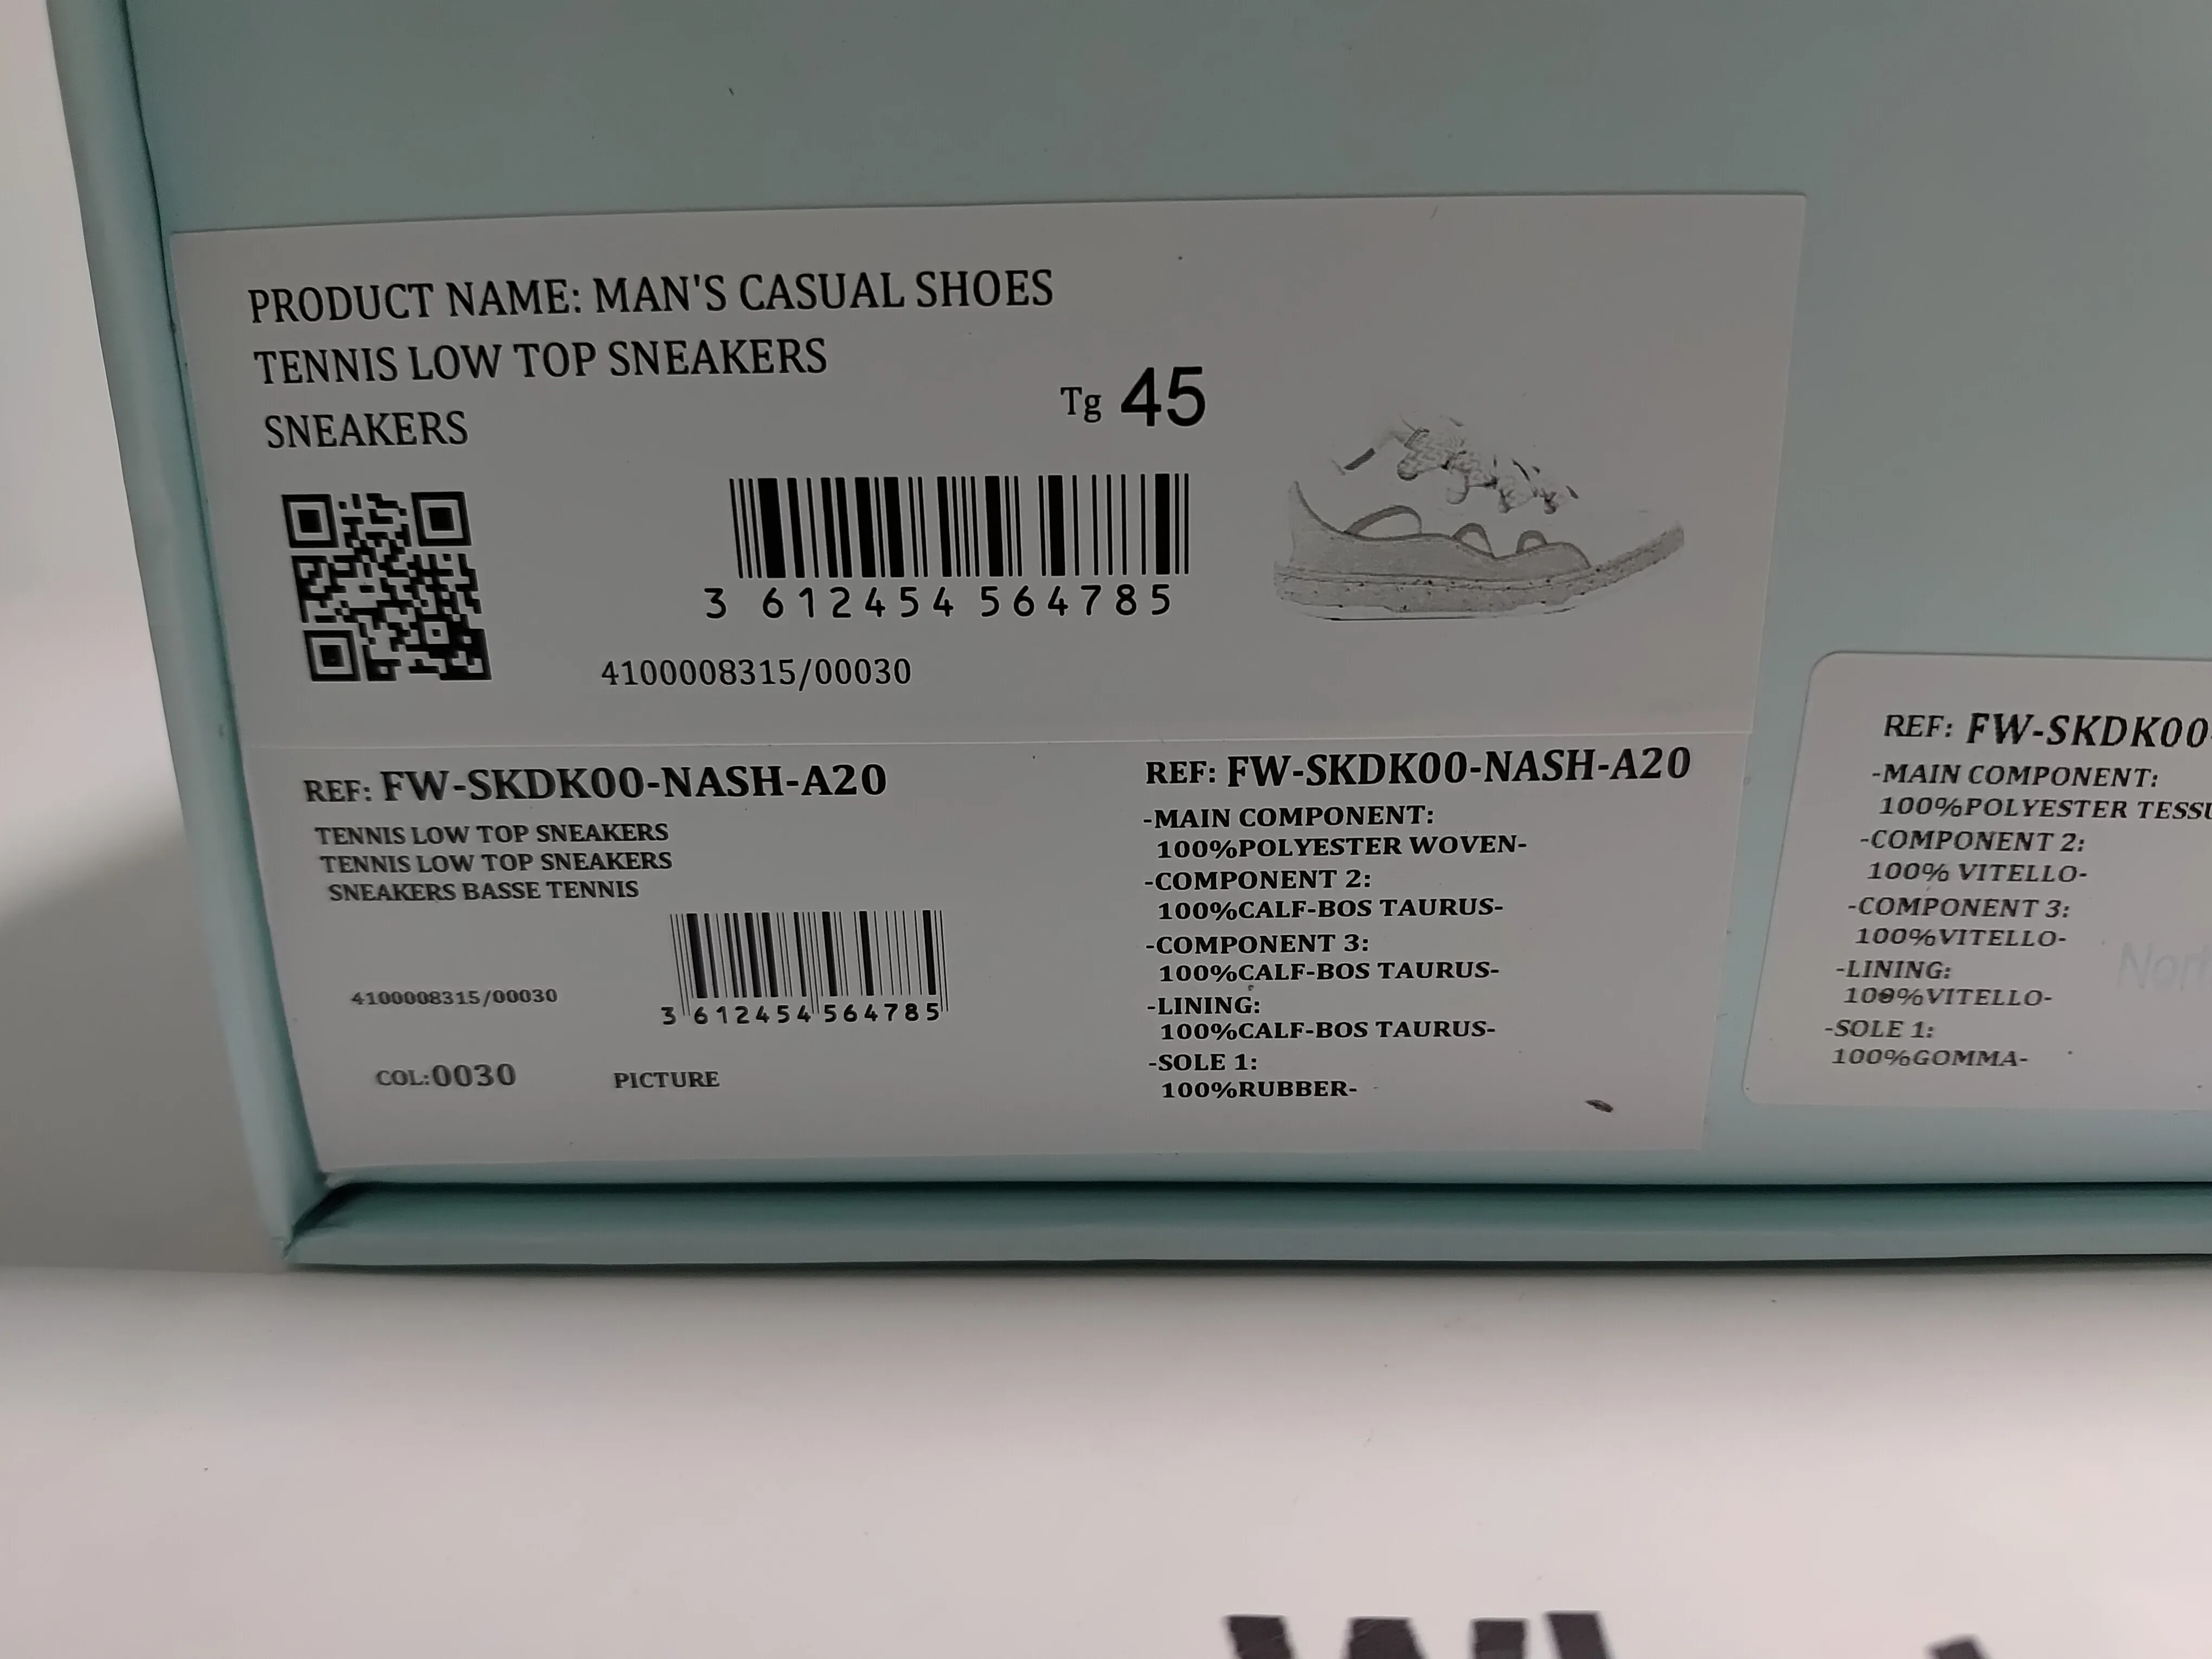 PRODUCT NAME: MAN'S CASUAL SHOES
TENNIS LOW TOP SNEAKERS
SNEAKERS
Tg 45
3 612454 564785
4100008315/00030
REF: FW-SKDK00-NASH-A20
TENNIS LOW TOP SNEAKERS
TENNIS LOW TOP SNEAKERS
SNEAKERS BASSE TENNIS
4100008315/00030
3 612454 564785
COL:0030
PICTURE
REF: FW-SKDK00-NASH-A20
-MAIN COMPONENT:
100%POLYESTER WOVEN-
-COMPONENT 2:
100%CALF-BOS TAURUS-
-COMPONENT 3:
100%CALF-BOS TAURUS-
-LINING:
100%CALF-BOS TAURUS-
-SOLE 1:
100%RUBBER-
REF: FW-SKDK00
-MAIN COMPONENT:
100%POLYESTER
-COMPONENT 2:
100% VITELLO-
-COMPONENT 3:
100%VITELLO-
-LINING:
100%VITELLO-
-SOLE 1:
100%GOMMA-